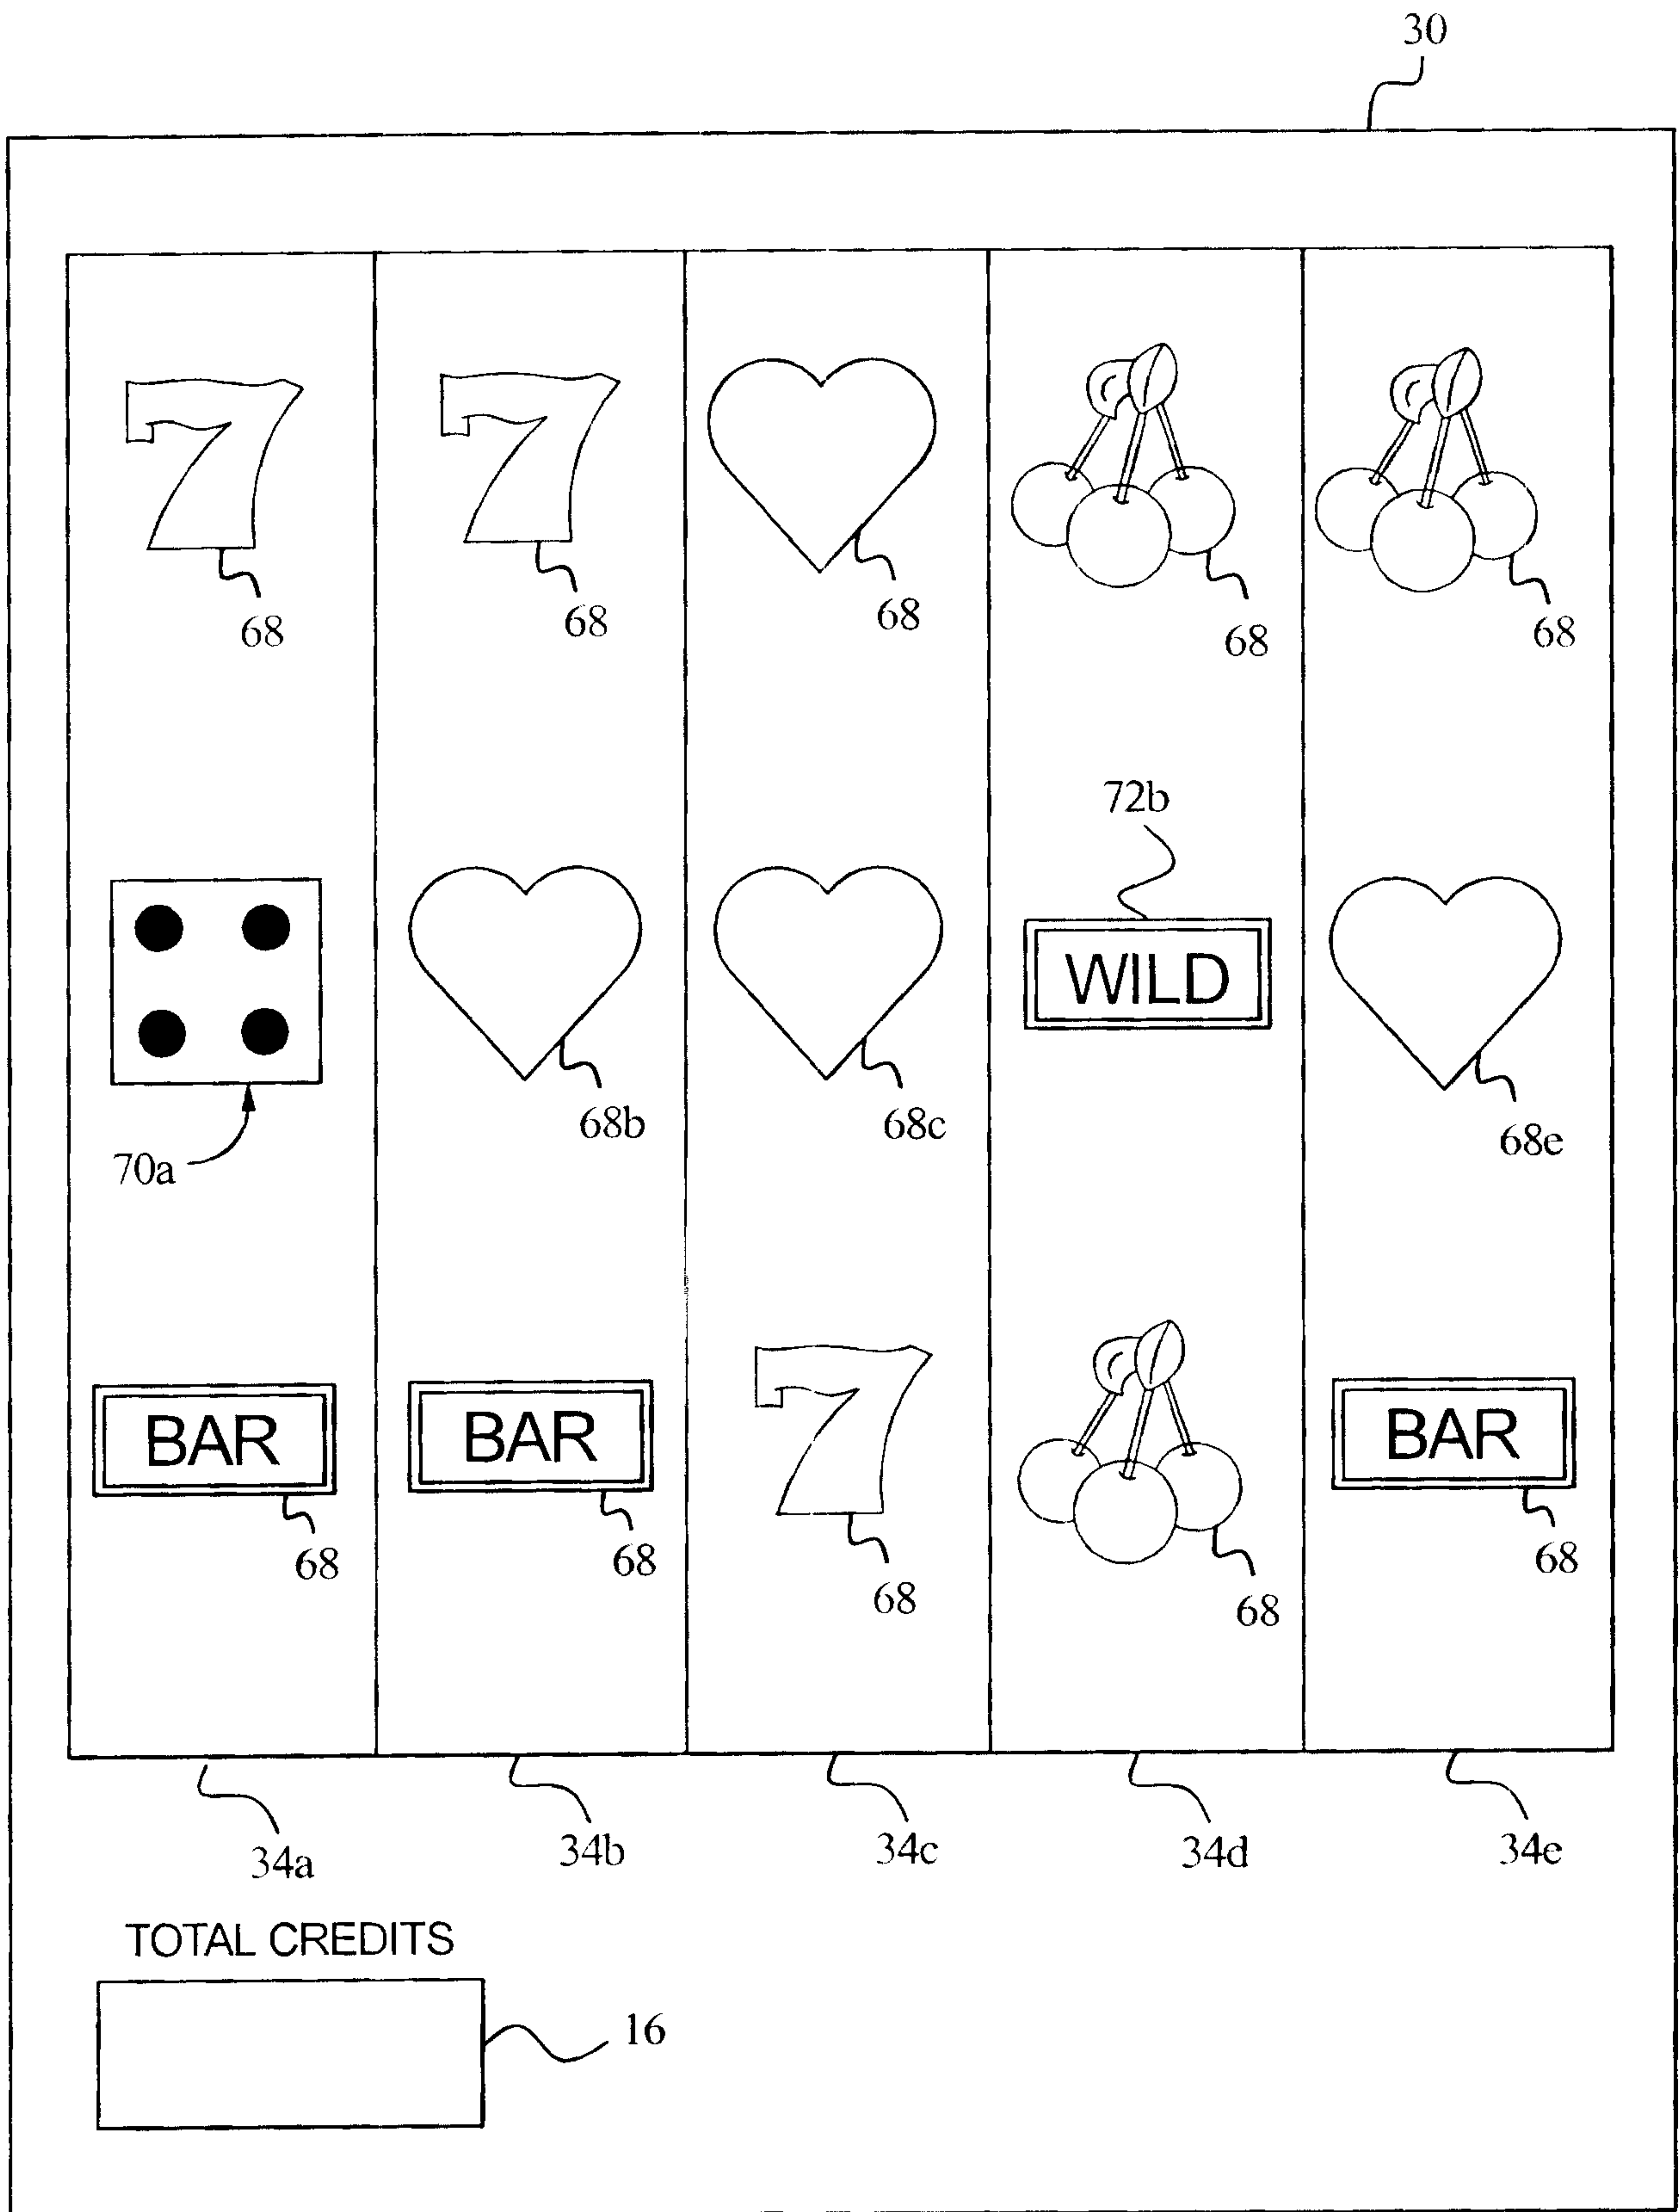 30
7 7
68 68 68 68 68
72b
WILD
68b 68c 68e
70a
BAR BAR 7 BAR
68 68 68 68 68
34a 34b 34c 34d 34e
TOTAL CREDITS
16